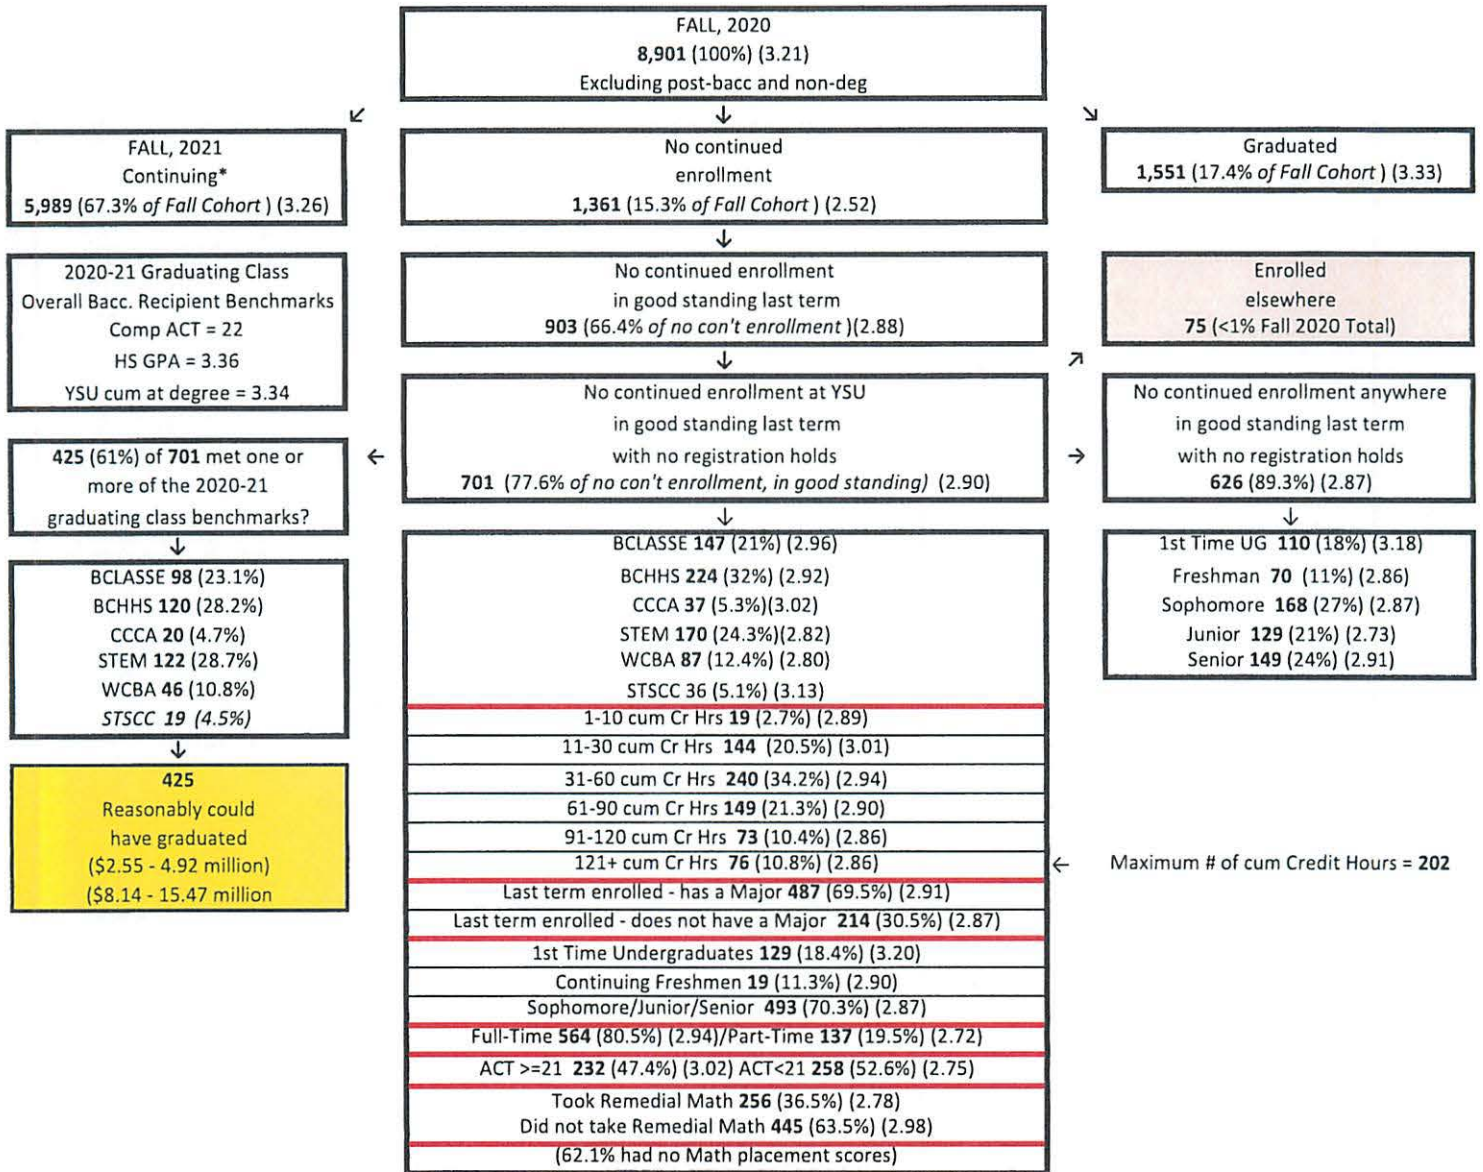 FALL, 2020
8,901 (100%) (3.21)
Excluding post-bacc and non-deg
↙ ↓ ↘
FALL, 2021
Continuing*
5,989 (67.3% of Fall Cohort ) (3.26)
No continued
enrollment
1,361 (15.3% of Fall Cohort ) (2.52)
Graduated
1,551 (17.4% of Fall Cohort ) (3.33)
↓
2020-21 Graduating Class
Overall Bacc. Recipient Benchmarks
Comp ACT = 22
HS GPA = 3.36
YSU cum at degree = 3.34
No continued enrollment
in good standing last term
903 (66.4% of no con't enrollment )(2.88)
Enrolled
elsewhere
75 (<1% Fall 2020 Total)
↓ ↗
425 (61%) of 701 met one or
more of the 2020-21
graduating class benchmarks?
←
No continued enrollment at YSU
in good standing last term
with no registration holds
701 (77.6% of no con't enrollment, in good standing) (2.90)
→
No continued enrollment anywhere
in good standing last term
with no registration holds
626 (89.3%) (2.87)
↓ ↓ ↓
BCLASSE 98 (23.1%)
BCHHS 120 (28.2%)
CCCA 20 (4.7%)
STEM 122 (28.7%)
WCBA 46 (10.8%)
STSCC 19 (4.5%)
↓
425
Reasonably could
have graduated
($2.55 - 4.92 million)
($8.14 - 15.47 million
BCLASSE 147 (21%) (2.96)
BCHHS 224 (32%) (2.92)
CCCA 37 (5.3%)(3.02)
STEM 170 (24.3%)(2.82)
WCBA 87 (12.4%) (2.80)
STSCC 36 (5.1%) (3.13)
1-10 cum Cr Hrs 19 (2.7%) (2.89)
11-30 cum Cr Hrs 144 (20.5%) (3.01)
31-60 cum Cr Hrs 240 (34.2%) (2.94)
61-90 cum Cr Hrs 149 (21.3%) (2.90)
91-120 cum Cr Hrs 73 (10.4%) (2.86)
121+ cum Cr Hrs 76 (10.8%) (2.86)
← Maximum # of cum Credit Hours = 202
Last term enrolled - has a Major 487 (69.5%) (2.91)
Last term enrolled - does not have a Major 214 (30.5%) (2.87)
1st Time Undergraduates 129 (18.4%) (3.20)
Continuing Freshmen 19 (11.3%) (2.90)
Sophomore/Junior/Senior 493 (70.3%) (2.87)
Full-Time 564 (80.5%) (2.94)/Part-Time 137 (19.5%) (2.72)
ACT >=21 232 (47.4%) (3.02) ACT<21 258 (52.6%) (2.75)
Took Remedial Math 256 (36.5%) (2.78)
Did not take Remedial Math 445 (63.5%) (2.98)
(62.1% had no Math placement scores)
1st Time UG 110 (18%) (3.18)
Freshman 70 (11%) (2.86)
Sophomore 168 (27%) (2.87)
Junior 129 (21%) (2.73)
Senior 149 (24%) (2.91)